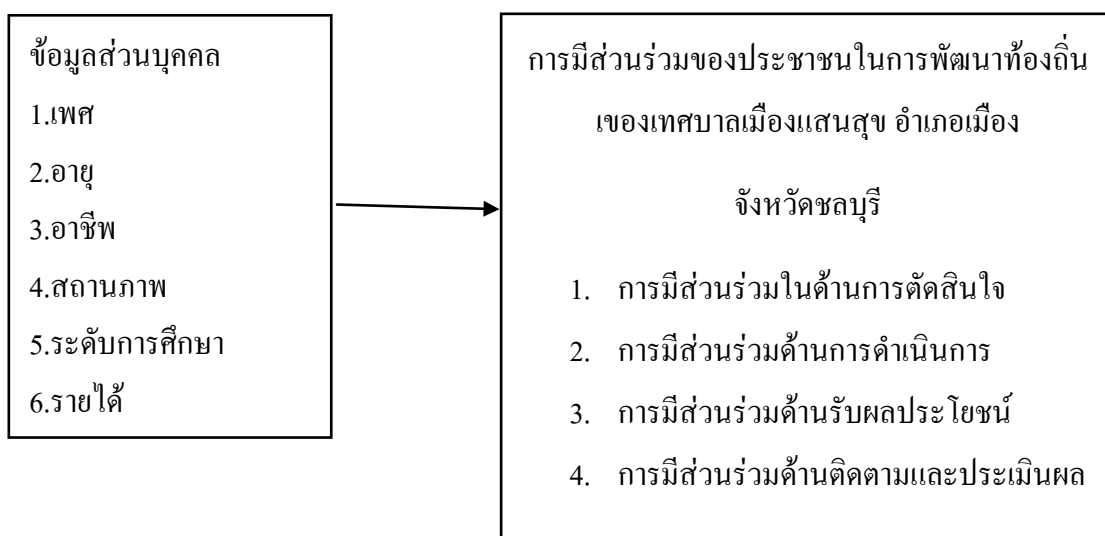 ข้อมูลส่วนบุคคล
1.เพศ
2.อายุ
3.อาชีพ
4.สถานภาพ
5.ระดับการศึกษา
6.รายได้
การมีส่วนร่วมของประชาชนในการพัฒนาท้องถิ่น
เของเทศบาลเมืองแสนสุข อำเภอเมือง
จังหวัดชลบุรี
1. การมีส่วนร่วมในด้านการตัดสินใจ
2. การมีส่วนร่วมด้านการดำเนินการ
3. การมีส่วนร่วมด้านรับผลประโยชน์
4. การมีส่วนร่วมด้านติดตามและประเมินผล